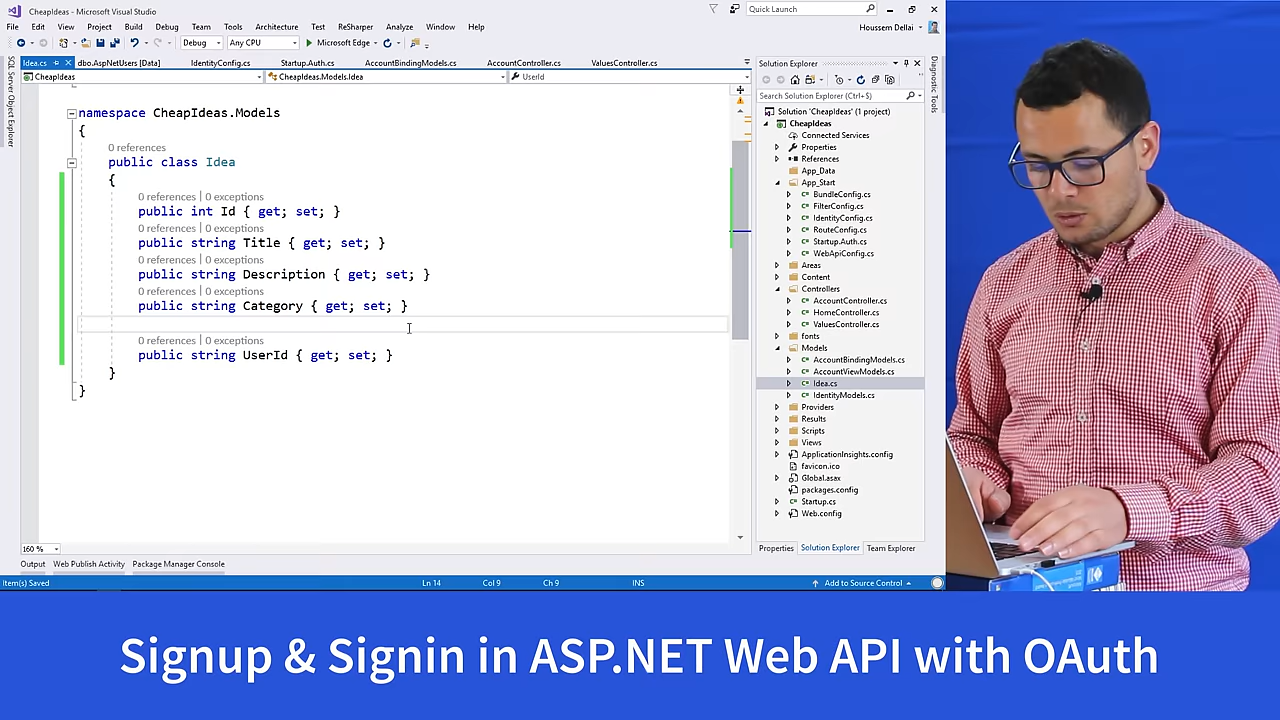 CheapIdeas - Microsoft Visual Studio
Quick Launch (Ctrl+Q)
File Edit View Project Build Debug Team Tools Architecture Test ReSharper Analyze Window Help
Houssem Dellai
Debug Any CPU Microsoft Edge
Idea.cs dbo.AspNetUsers [Data] IdentityConfig.cs Startup.Auth.cs AccountBindingModels.cs AccountController.cs ValuesController.cs
CheapIdeas CheapIdeas.Models.Idea UserId
SQL Server Object Explorer
namespace CheapIdeas.Models
{
0 references
public class Idea
{
0 references | 0 exceptions
public int Id { get; set; }
0 references | 0 exceptions
public string Title { get; set; }
0 references | 0 exceptions
public string Description { get; set; }
0 references | 0 exceptions
public string Category { get; set; }
0 references | 0 exceptions
public string UserId { get; set; }
}
}
160 %
Solution Explorer
Search Solution Explorer (Ctrl+$)
Solution 'CheapIdeas' (1 project)
CheapIdeas
Connected Services
Properties
References
App_Data
App_Start
BundleConfig.cs
FilterConfig.cs
IdentityConfig.cs
RouteConfig.cs
Startup.Auth.cs
WebApiConfig.cs
Areas
Content
Controllers
AccountController.cs
HomeController.cs
ValuesController.cs
fonts
Models
AccountBindingModels.cs
AccountViewModels.cs
Idea.cs
IdentityModels.cs
Providers
Results
Scripts
Views
ApplicationInsights.config
favicon.ico
Global.asax
packages.config
Startup.cs
Web.config
Properties Solution Explorer Team Explorer
Diagnostic Tools
Output Web Publish Activity Package Manager Console
Item(s) Saved Ln 14 Col 9 Ch 9 INS Add to Source Control
Signup & Signin in ASP.NET Web API with OAuth